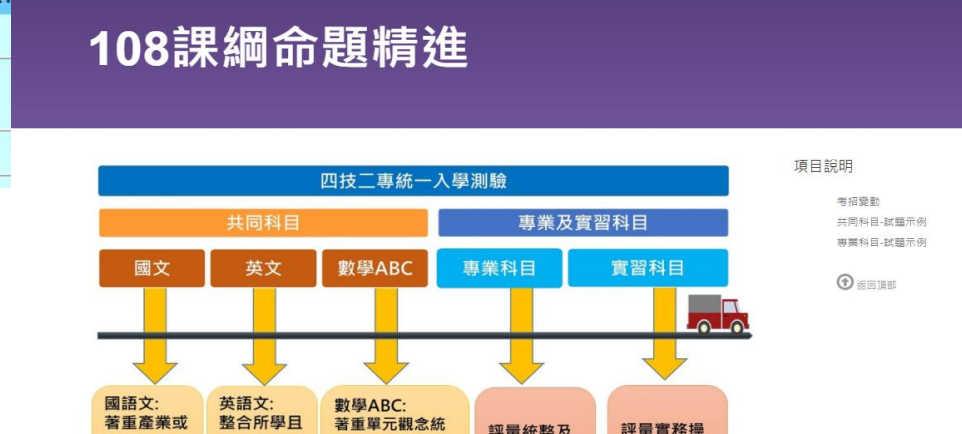 108課綱命題精進
四技二專統一入學測驗
共同科目
專業及實習科目
國文
英文
數學ABC
專業科目
實習科目
國語文:
著重產業或
英語文:
整合所學且
數學ABC:
著重單元觀念統
評量統整及
評量實務操
項目說明
考招變動
共同科目-試題示例
專業科目-試題示例
返回頂部